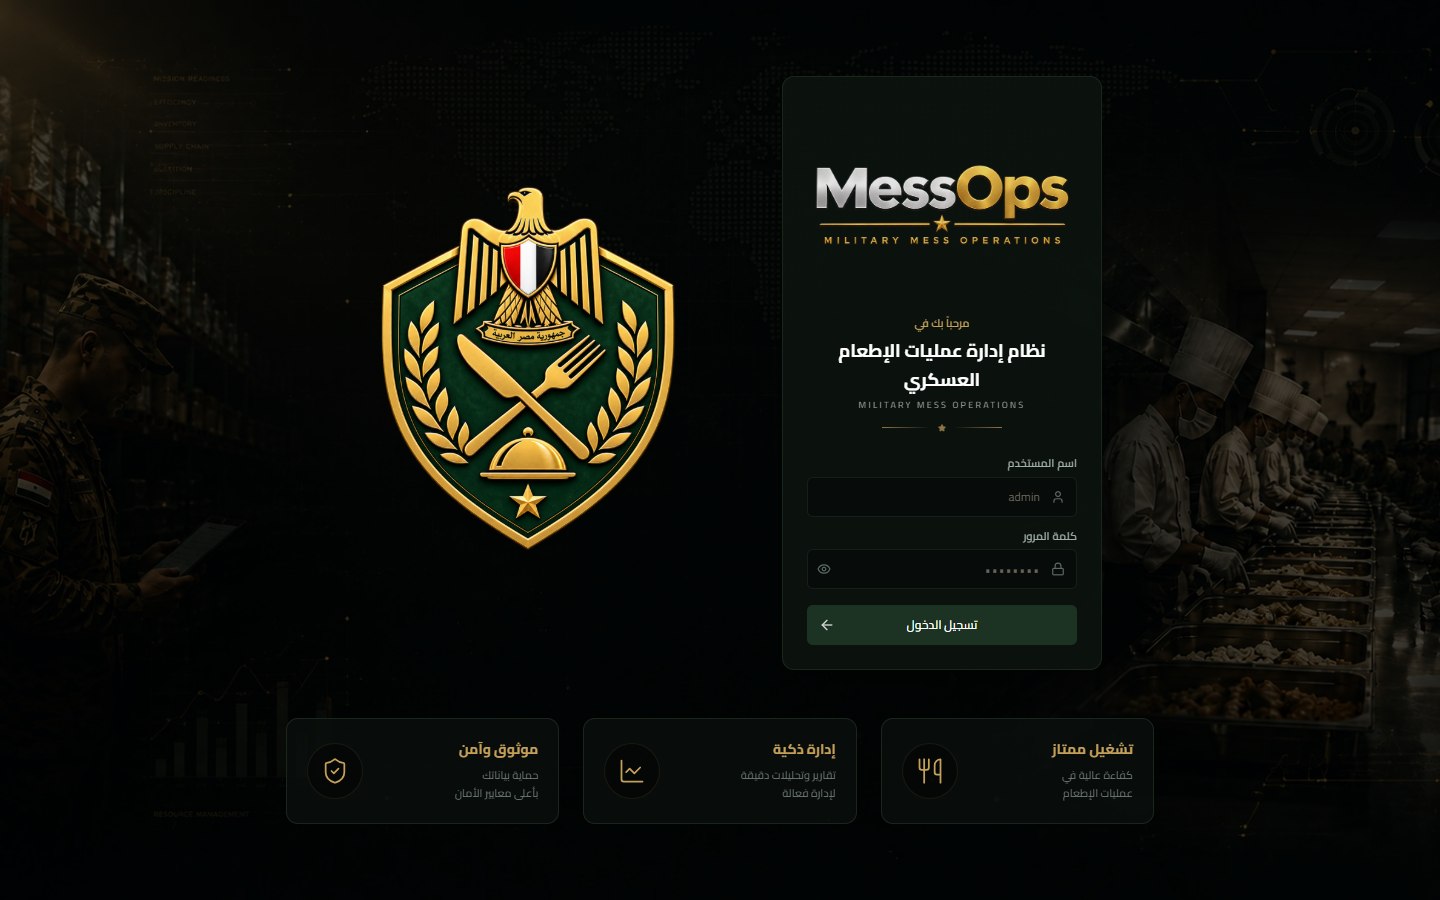 MISSION READINESS
EFFICIENCY
INVENTORY
SUPPLY CHAIN
NUTRITION
DISCIPLINE
جمهورية مصر العربية
MessOps
MILITARY MESS OPERATIONS
مرحباً بك في
نظام إدارة عمليات الإطعام
العسكري
MILITARY MESS OPERATIONS
اسم المستخدم
admin
كلمة المرور
تسجيل الدخول
تشغيل ممتاز
كفاءة عالية في
عمليات الإطعام
إدارة ذكية
تقارير وتحليلات دقيقة
لإدارة فعالة
موثوق وآمن
حماية بياناتك
بأعلى معايير الأمان
RESOURCE MANAGEMENT